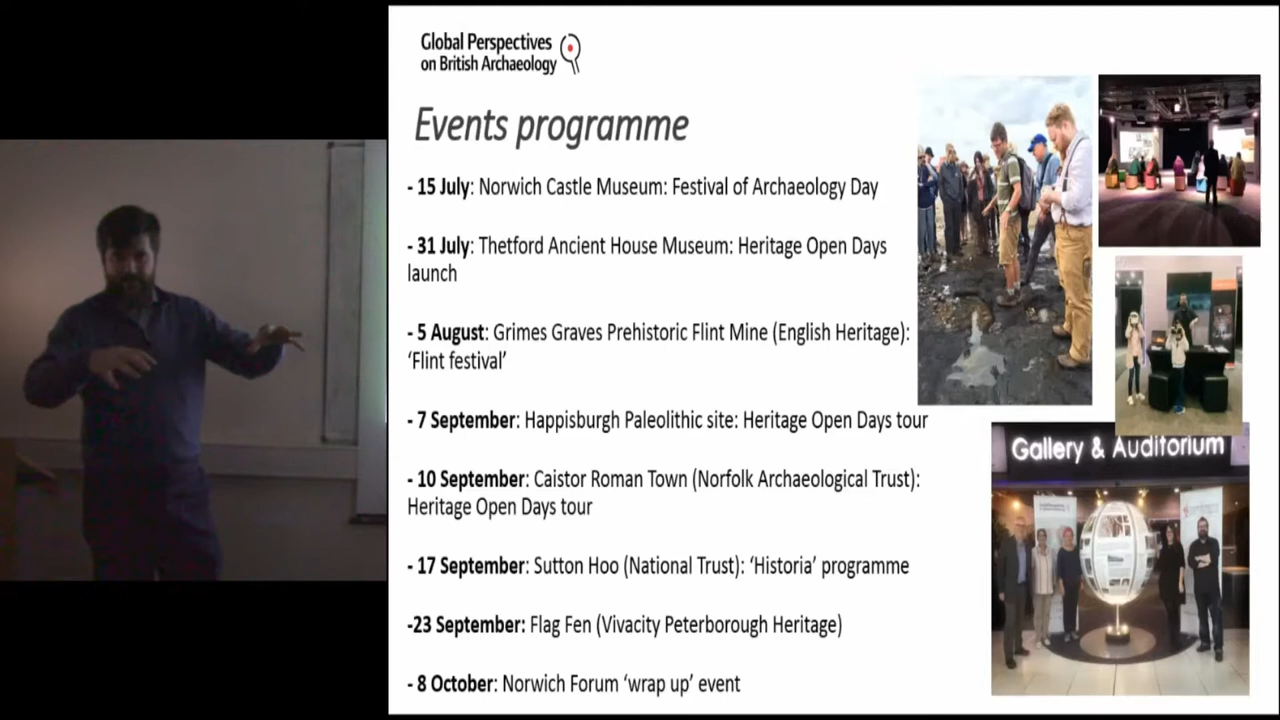 Global Perspectives
on British Archaeology
Events programme
- 15 July: Norwich Castle Museum: Festival of Archaeology Day
- 31 July: Thetford Ancient House Museum: Heritage Open Days
launch
- 5 August: Grimes Graves Prehistoric Flint Mine (English Heritage):
‘Flint festival’
- 7 September: Happisburgh Paleolithic site: Heritage Open Days tour
- 10 September: Caistor Roman Town (Norfolk Archaeological Trust):
Heritage Open Days tour
- 17 September: Sutton Hoo (National Trust): ‘Historia’ programme
-23 September: Flag Fen (Vivacity Peterborough Heritage)
- 8 October: Norwich Forum ‘wrap up’ event
Gallery & Auditorium